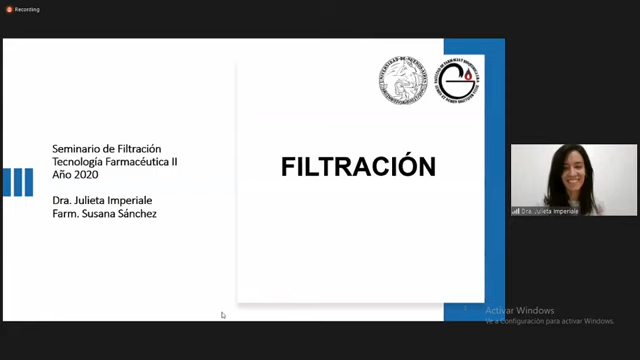 Recording
Seminario de Filtración
Tecnología Farmacéutica II
Año 2020
Dra. Julieta Imperiale
Farm. Susana Sánchez
FILTRACIÓN
Dra. Julieta Imperiale
Activar Windows
Ve a Configuración para activar Windows.